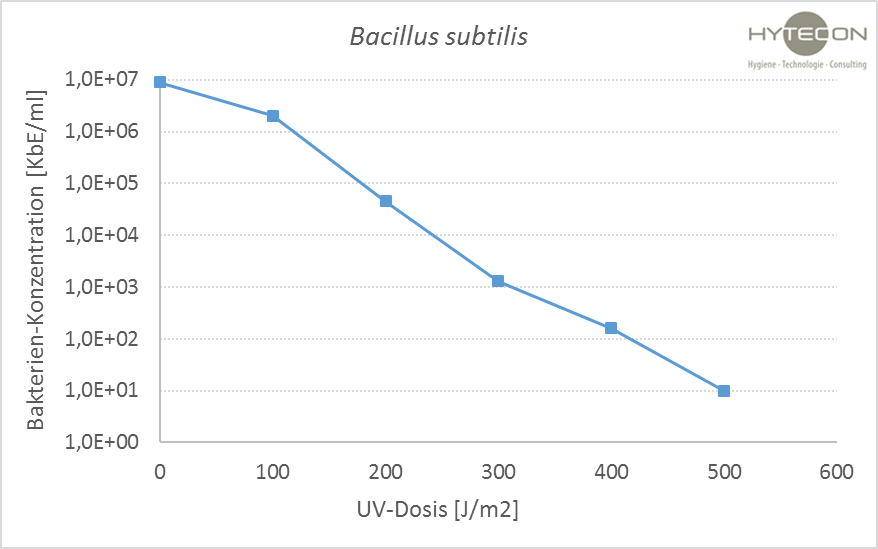 Bacillus subtilis
HYTECON
Hygiene - Technologie - Consulting
Bakterien-Konzentration [KbE/ml]
1,0E+07
1,0E+06
1,0E+05
1,0E+04
1,0E+03
1,0E+02
1,0E+01
1,0E+00
0 100 200 300 400 500 600
UV-Dosis [J/m2]